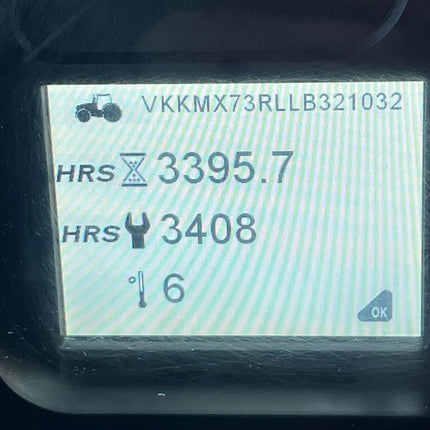 VKKMX73RLLB321032
HRS 3395.7
HRS 3408
° 6
OK